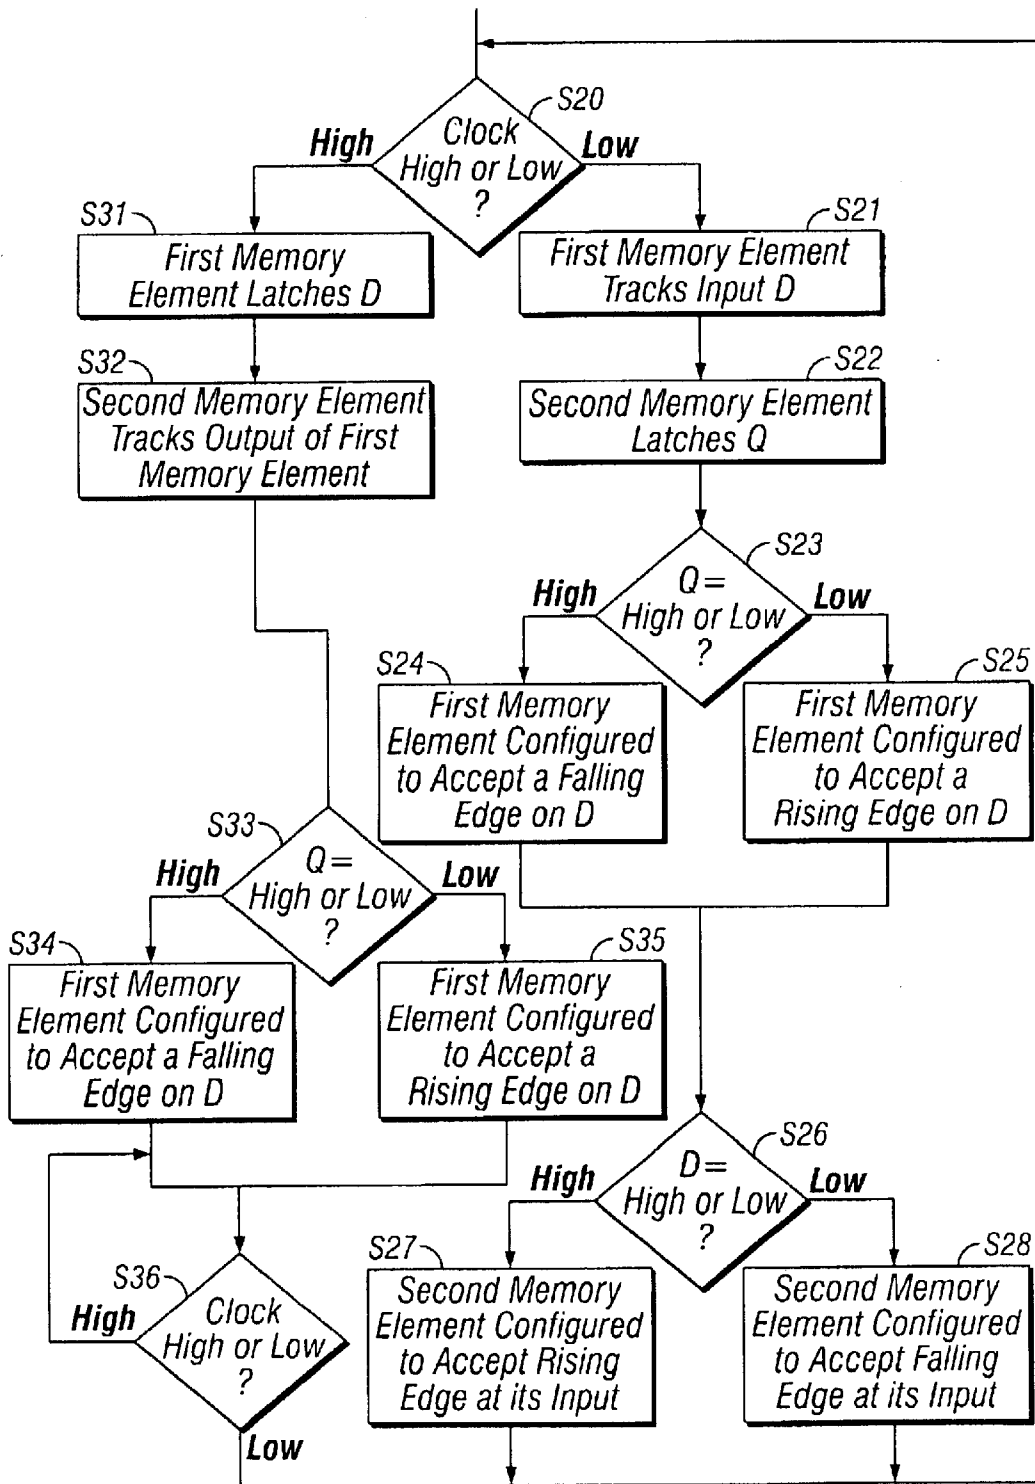 S20
Clock
High or Low
?
High
Low
S31
First Memory
Element Latches D
S21
First Memory Element
Tracks Input D
S32
Second Memory Element
Tracks Output of First
Memory Element
S22
Second Memory Element
Latches Q
S23
Q=
High or Low
?
High
Low
S24
First Memory
Element Configured
to Accept a Falling
Edge on D
S25
First Memory
Element Configured
to Accept a
Rising Edge on D
S33
Q=
High or Low
?
High
Low
S34
First Memory
Element Configured
to Accept a Falling
Edge on D
S35
First Memory
Element Configured
to Accept a
Rising Edge on D
S26
D=
High or Low
?
High
Low
S36
Clock
High or Low
?
High
Low
S27
Second Memory
Element Configured
to Accept Rising
Edge at its Input
S28
Second Memory
Element Configured
to Accept Falling
Edge at its Input